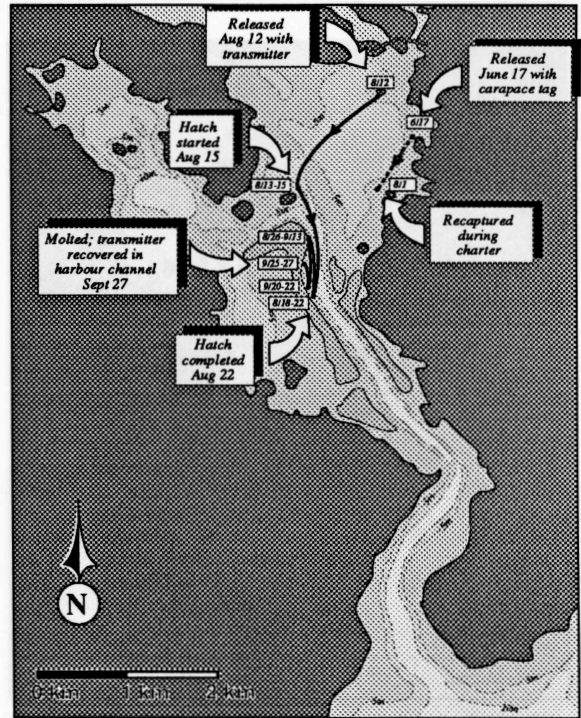 Released
Aug 12 with
transmitter
Released
June 17 with
carapace tag
8/12
6/17
Hatch
started
Aug 15
8/13-15
8/1
Recaptured
during
charter
Molted; transmitter
recovered in
harbour channel
Sept 27
8/26-9/13
9/25-27
9/20-22
8/18-22
Hatch
completed
Aug 22
N
0 km
1 km
2 km